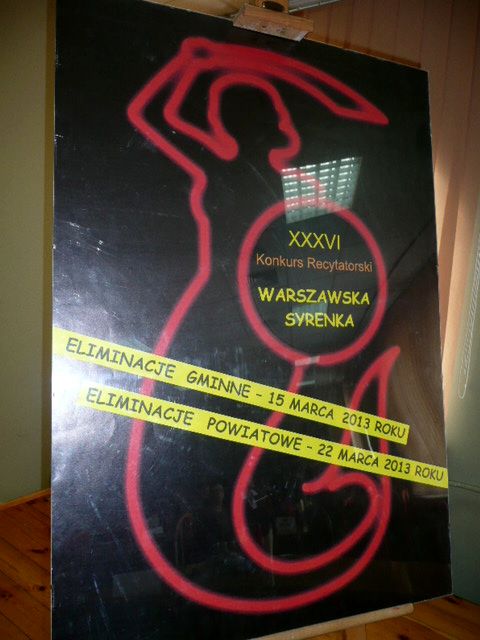 XXXVI
Konkurs Recytatorski
WARSZAWSKA
SYRENKA
ELIMINACJE GMINNE - 15 MARCA 2013 ROKU
ELIMINACJE POWIATOWE - 22 MARCA 2013 ROKU